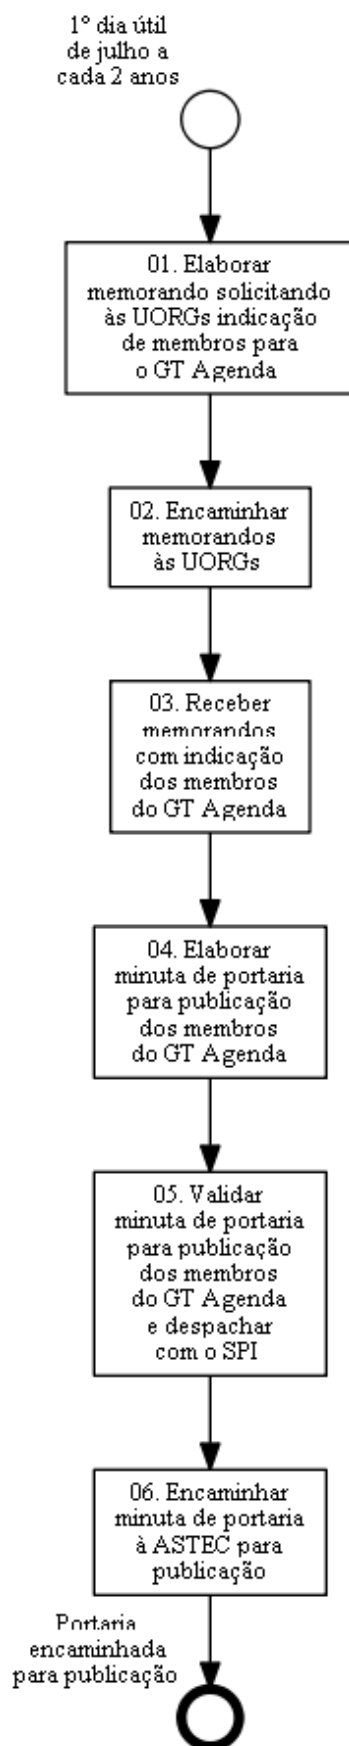 1º dia útil
de julho a
cada 2 anos
01. Elaborar
memorando solicitando
às UORGs indicação
de membros para
o GT Agenda
02. Encaminhar
memorandos
às UORGs
03. Receber
memorandos
com indicação
dos membros
do GT Agenda
04. Elaborar
minuta de portaria
para publicação
dos membros
do GT Agenda
05. Validar
minuta de portaria
para publicação
dos membros
do GT Agenda
e despachar
com o SPI
06. Encaminhar
minuta de portaria
à ASTEC para
publicação
Portaria
encaminhada
para publicação